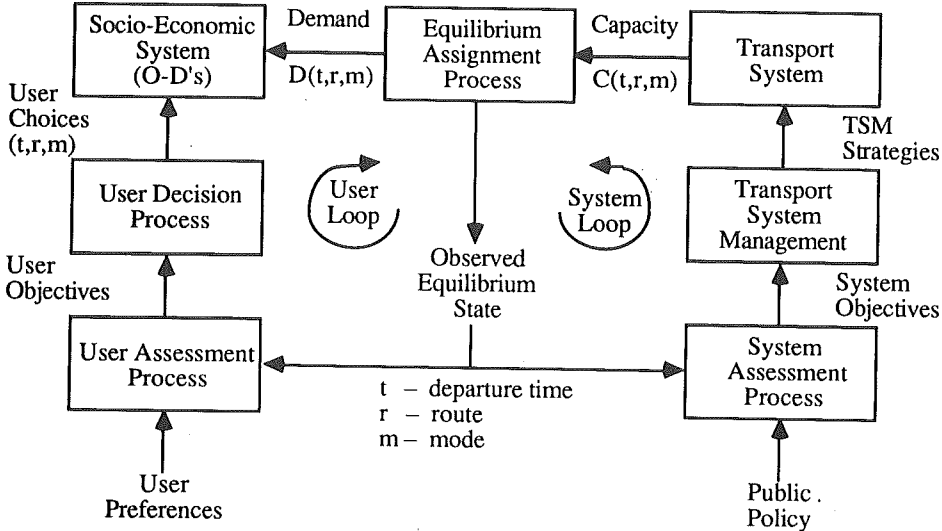 Socio-Economic
System
(O-D's)
Demand
D(t,r,m)
Equilibrium
Assignment
Process
Capacity
C(t,r,m)
Transport
System
User
Choices
(t,r,m)
TSM
Strategies
User Decision
Process
User
Loop
System
Loop
Transport
System
Management
User
Objectives
Observed
Equilibrium
State
System
Objectives
User Assessment
Process
System
Assessment
Process
t – departure time
r – route
m – mode
User
Preferences
Public .
Policy